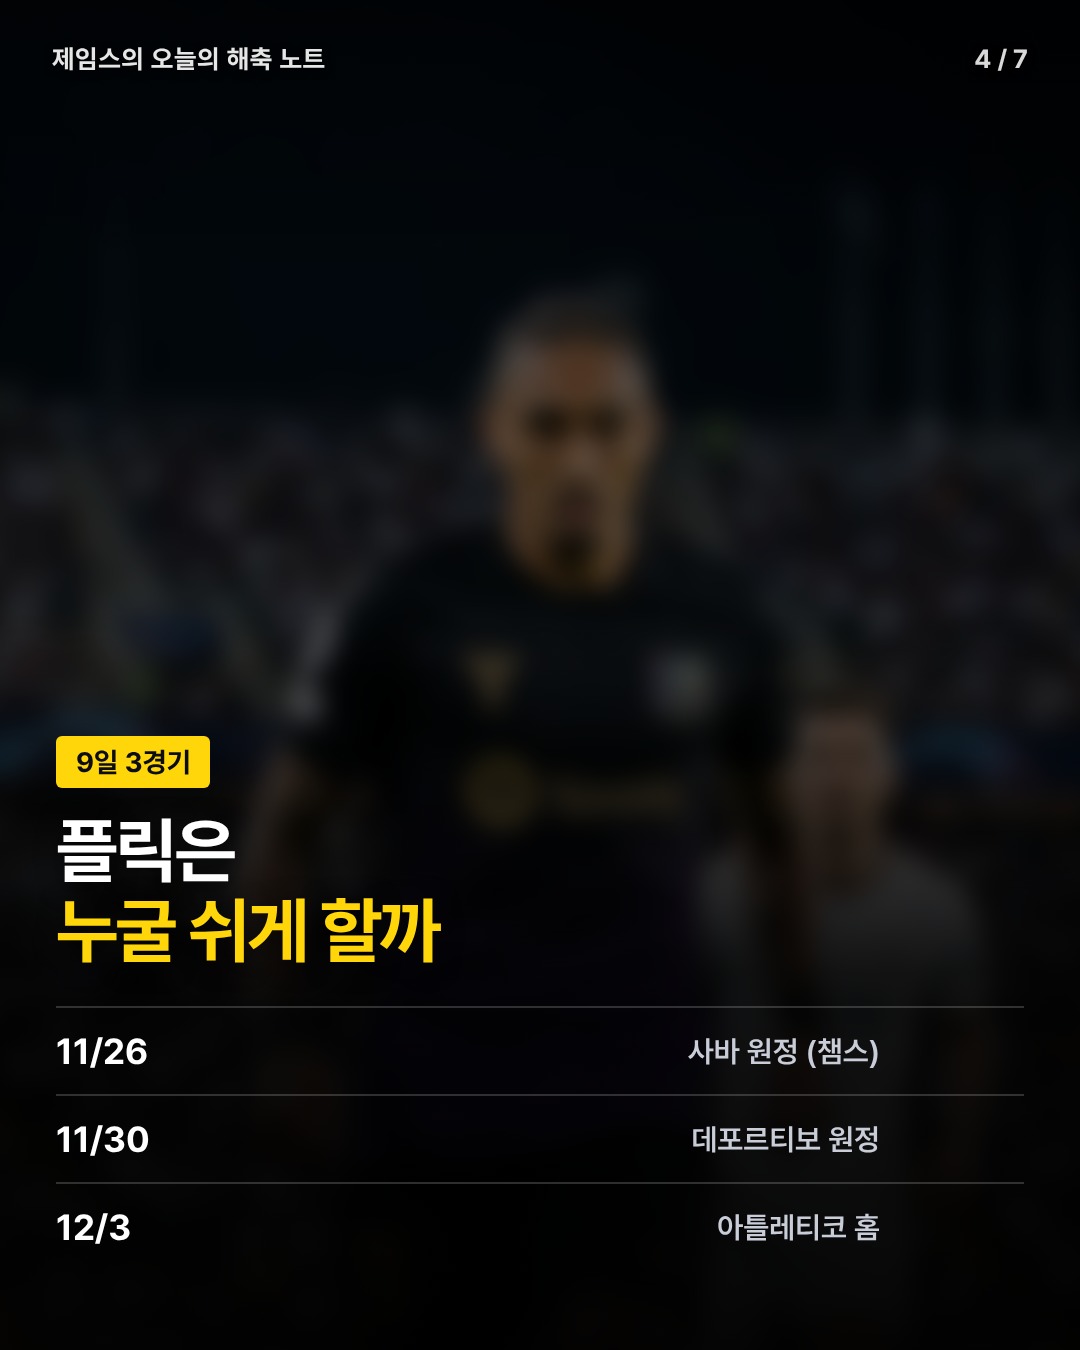 제임스의 오늘의 해축 노트
4 / 7
9일 3경기
플릭은
누굴 쉬게 할까
11/26 사바 원정 (챔스)
11/30 데포르티보 원정
12/3 아틀레티코 홈